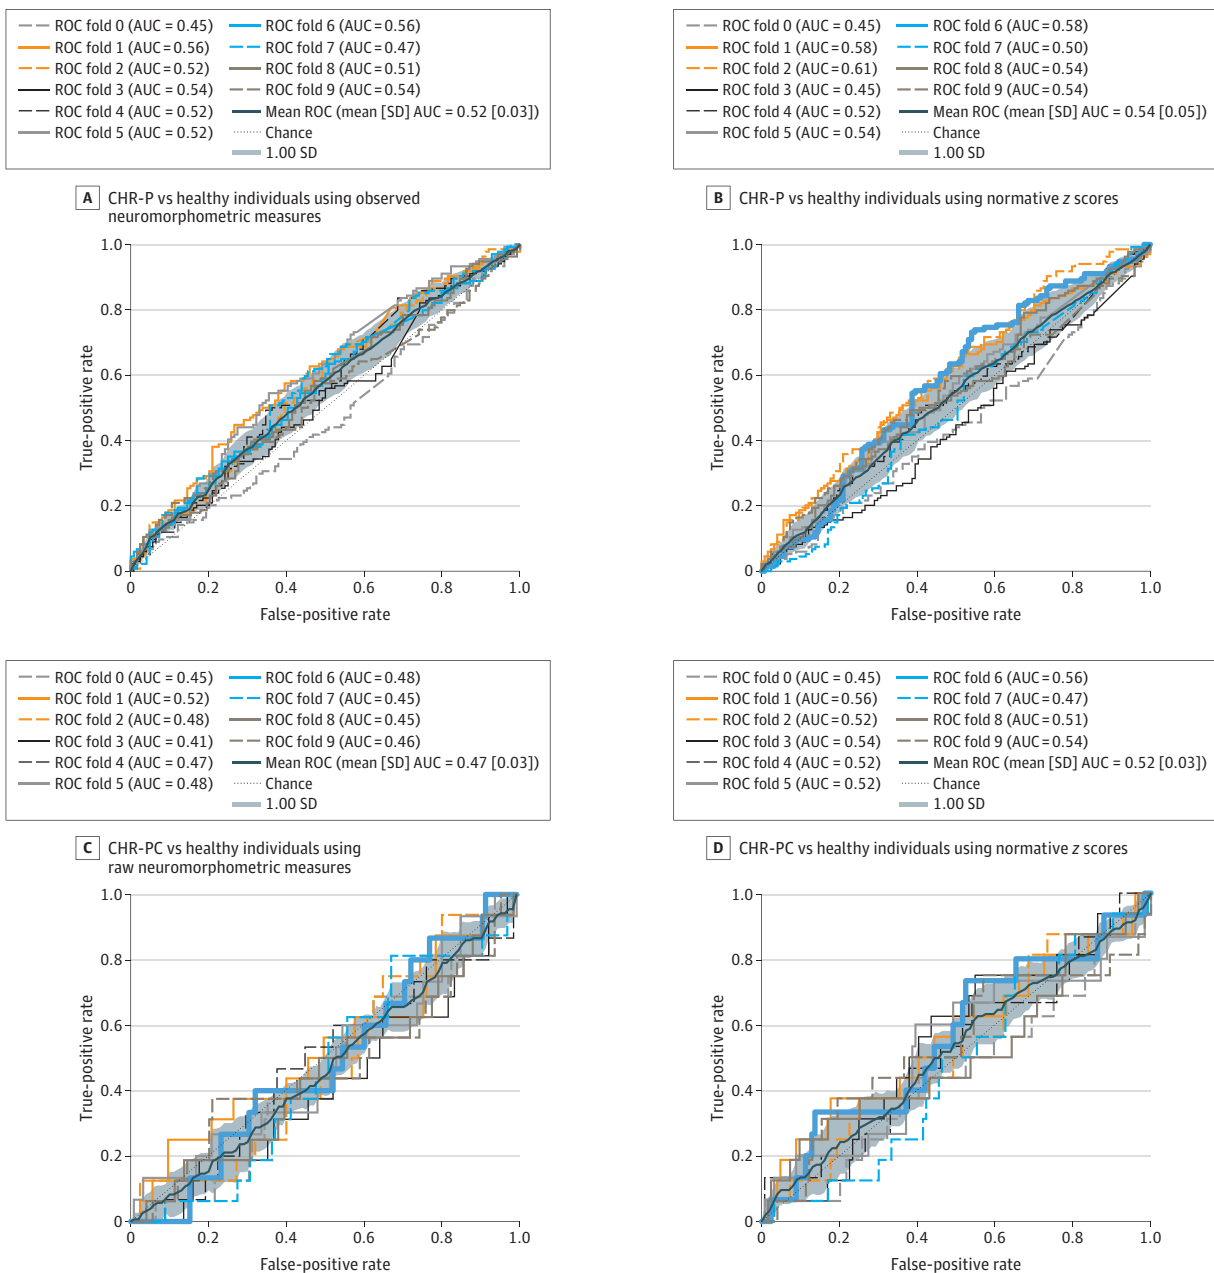 ROC fold 0 (AUC = 0.45)
ROC fold 1 (AUC = 0.56)
ROC fold 2 (AUC = 0.52)
ROC fold 3 (AUC = 0.54)
ROC fold 4 (AUC = 0.52)
ROC fold 5 (AUC = 0.52)
ROC fold 6 (AUC = 0.56)
ROC fold 7 (AUC = 0.47)
ROC fold 8 (AUC = 0.51)
ROC fold 9 (AUC = 0.54)
Mean ROC (mean [SD] AUC = 0.52 [0.03])
Chance
1.00 SD
A CHR-P vs healthy individuals using observed
neuromorphometric measures
1.0
0.8
0.6
0.4
0.2
0
True-positive rate
0 0.2 0.4 0.6 0.8 1.0
False-positive rate
ROC fold 0 (AUC = 0.45)
ROC fold 1 (AUC = 0.58)
ROC fold 2 (AUC = 0.61)
ROC fold 3 (AUC = 0.45)
ROC fold 4 (AUC = 0.52)
ROC fold 5 (AUC = 0.54)
ROC fold 6 (AUC = 0.58)
ROC fold 7 (AUC = 0.50)
ROC fold 8 (AUC = 0.54)
ROC fold 9 (AUC = 0.54)
Mean ROC (mean [SD] AUC = 0.54 [0.05])
Chance
1.00 SD
B CHR-P vs healthy individuals using normative z scores
1.0
0.8
0.6
0.4
0.2
0
True-positive rate
0 0.2 0.4 0.6 0.8 1.0
False-positive rate
ROC fold 0 (AUC = 0.45)
ROC fold 1 (AUC = 0.52)
ROC fold 2 (AUC = 0.48)
ROC fold 3 (AUC = 0.41)
ROC fold 4 (AUC = 0.47)
ROC fold 5 (AUC = 0.48)
ROC fold 6 (AUC = 0.48)
ROC fold 7 (AUC = 0.45)
ROC fold 8 (AUC = 0.45)
ROC fold 9 (AUC = 0.46)
Mean ROC (mean [SD] AUC = 0.47 [0.03])
Chance
1.00 SD
C CHR-PC vs healthy individuals using
raw neuromorphometric measures
1.0
0.8
0.6
0.4
0.2
0
True-positive rate
0 0.2 0.4 0.6 0.8 1.0
False-positive rate
ROC fold 0 (AUC = 0.45)
ROC fold 1 (AUC = 0.56)
ROC fold 2 (AUC = 0.52)
ROC fold 3 (AUC = 0.54)
ROC fold 4 (AUC = 0.52)
ROC fold 5 (AUC = 0.52)
ROC fold 6 (AUC = 0.56)
ROC fold 7 (AUC = 0.47)
ROC fold 8 (AUC = 0.51)
ROC fold 9 (AUC = 0.54)
Mean ROC (mean [SD] AUC = 0.52 [0.03])
Chance
1.00 SD
D CHR-PC vs healthy individuals using normative z scores
1.0
0.8
0.6
0.4
0.2
0
True-positive rate
0 0.2 0.4 0.6 0.8 1.0
False-positive rate